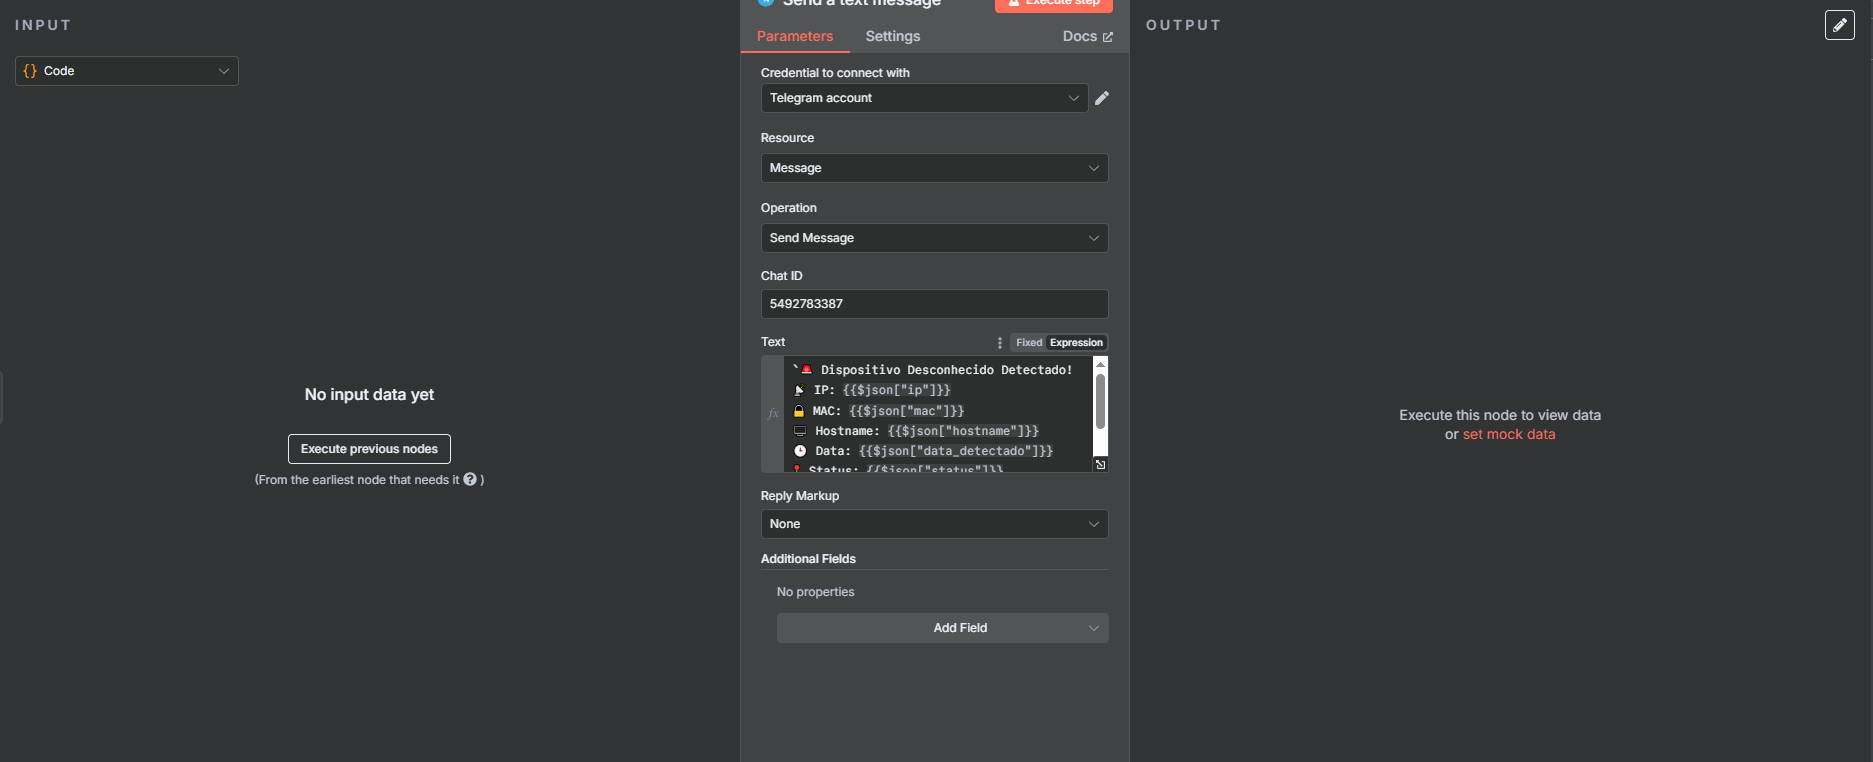 INPUT
Code
No input data yet
Execute previous nodes
(From the earliest node that needs it ?)
Send a text message
Execute step
Parameters Settings Docs
Credential to connect with
Telegram account
Resource
Message
Operation
Send Message
Chat ID
5492783387
Text Fixed Expression
fx
`🚨 Dispositivo Desconhecido Detectado!
📡 IP: {{$json["ip"]}}
🔒 MAC: {{$json["mac"]}}
🖥️ Hostname: {{$json["hostname"]}}
🕒 Data: {{$json["data_detectado"]}}
📍 Status: {{$json["status"]}}
Reply Markup
None
Additional Fields
No properties
Add Field
OUTPUT
Execute this node to view data
or set mock data